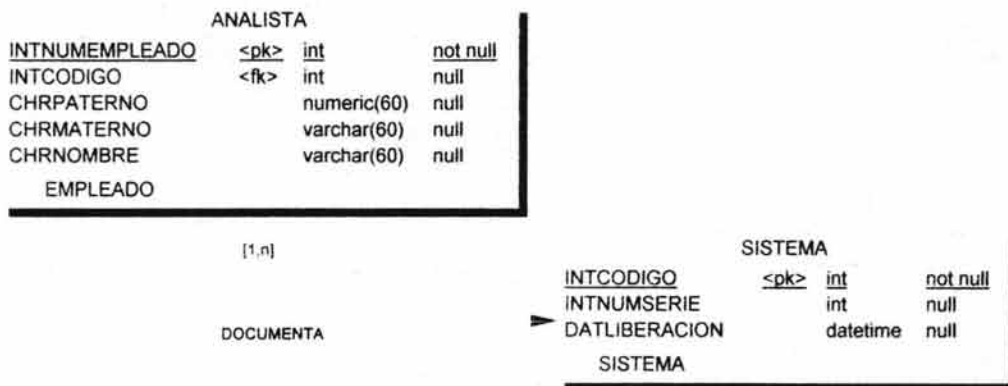 ANALISTA
INTNUMEMPLEADO <pk> int not null
INTCODIGO <fk> int null
CHRPATERNO numeric(60) null
CHRMATERNO varchar(60) null
CHRNOMBRE varchar(60) null
EMPLEADO
[1,n]
DOCUMENTA
SISTEMA
INTCODIGO <pk> int not null
INTNUMSERIE int null
DATLIBERACION datetime null
SISTEMA